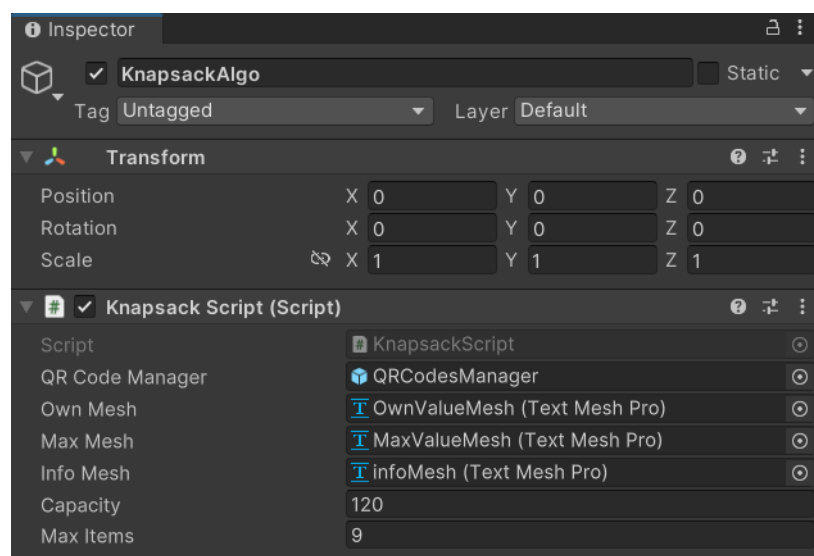 Inspector
KnapsackAlgo Static
Tag Untagged Layer Default
Transform
Position X 0 Y 0 Z 0
Rotation X 0 Y 0 Z 0
Scale X 1 Y 1 Z 1
# Knapsack Script (Script)
Script # KnapsackScript
QR Code Manager QRCodesManager
Own Mesh T OwnValueMesh (Text Mesh Pro)
Max Mesh T MaxValueMesh (Text Mesh Pro)
Info Mesh T infoMesh (Text Mesh Pro)
Capacity 120
Max Items 9